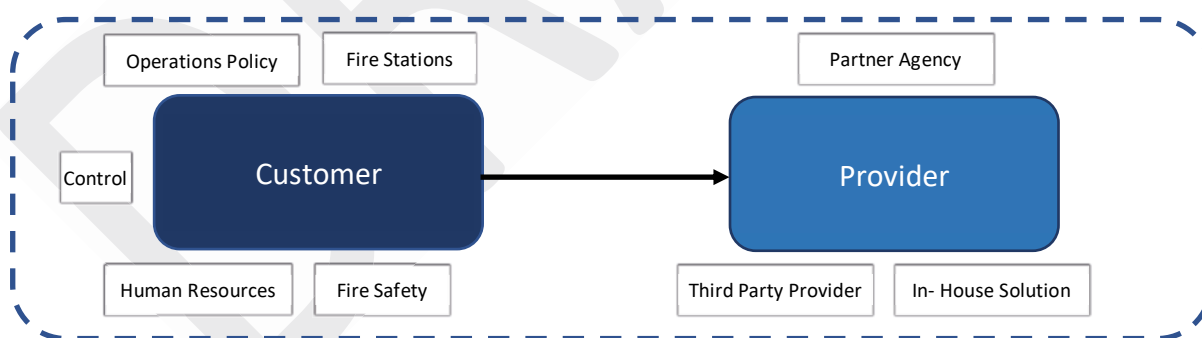 Operations Policy
Fire Stations
Partner Agency
Control
Customer
Provider
Human Resources
Fire Safety
Third Party Provider
In- House Solution